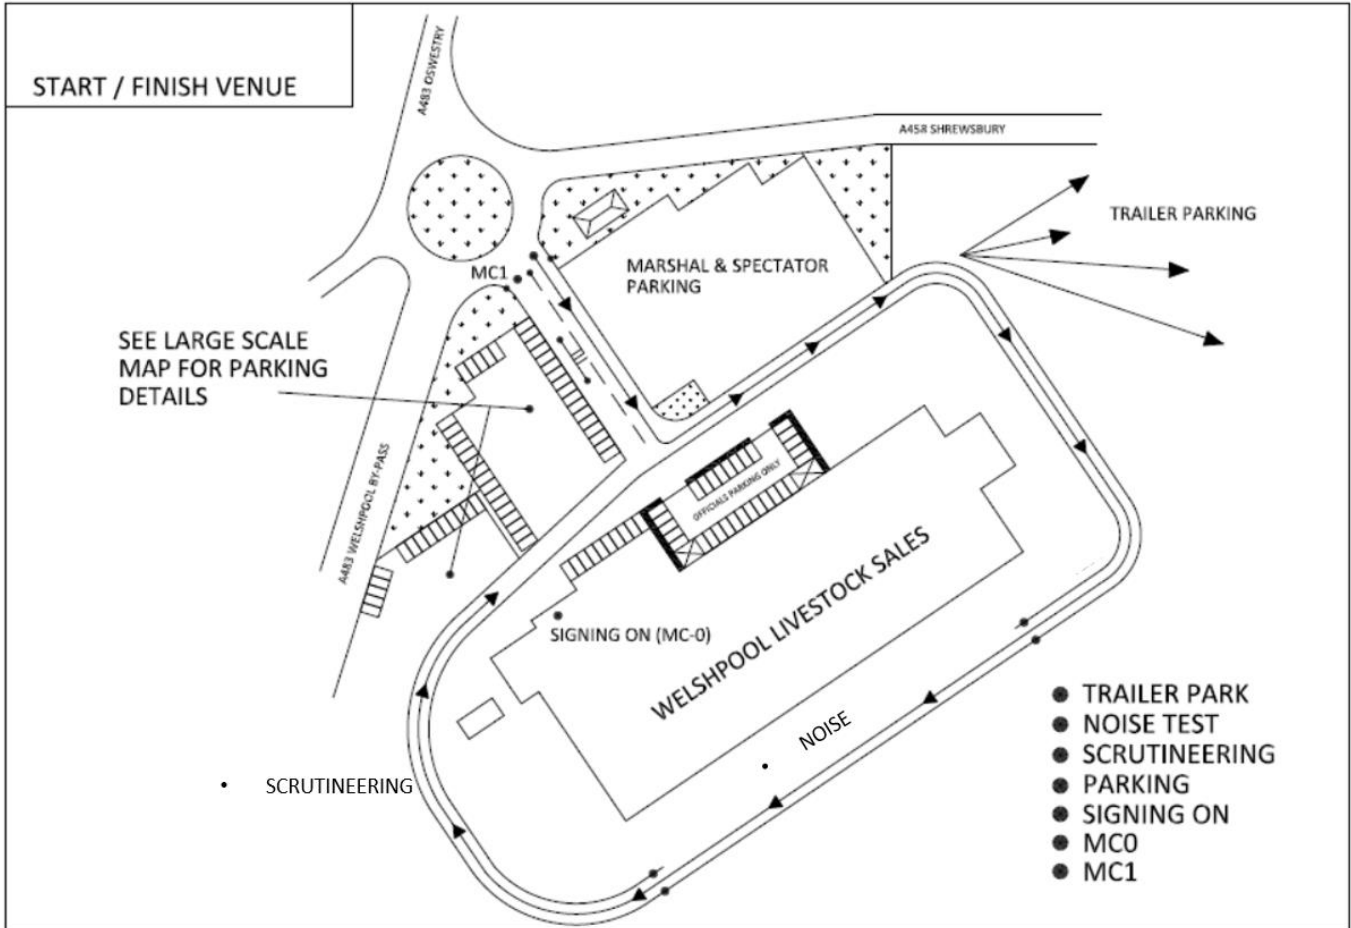 START / FINISH VENUE
A483 OSWESTRY
A458 SHREWSBURY
TRAILER PARKING
MC1
MARSHAL & SPECTATOR
PARKING
SEE LARGE SCALE
MAP FOR PARKING
DETAILS
A483 WELSHPOOL BY-PASS
OFFICIALS PARKING ONLY
SIGNING ON (MC-0)
WELSHPOOL LIVESTOCK SALES
NOISE
SCRUTINEERING
TRAILER PARK
NOISE TEST
SCRUTINEERING
PARKING
SIGNING ON
MC0
MC1